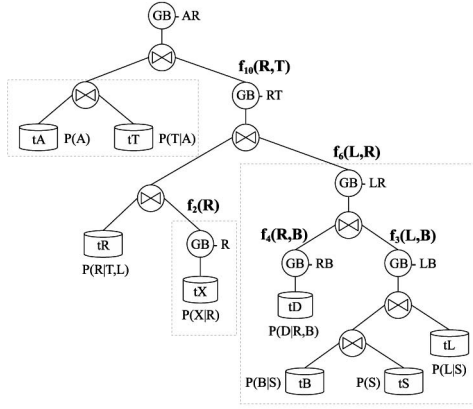 GB - AR
f10(R,T)
GB - RT
tA P(A) tT P(T|A)
f6(L,R)
GB - LR
f2(R)
f4(R,B) f3(L,B)
tR GB - R GB - RB GB - LB
P(R|T,L)
tX tD
P(X|R) P(D|R,B)
tL
P(L|S)
P(B|S) tB P(S) tS